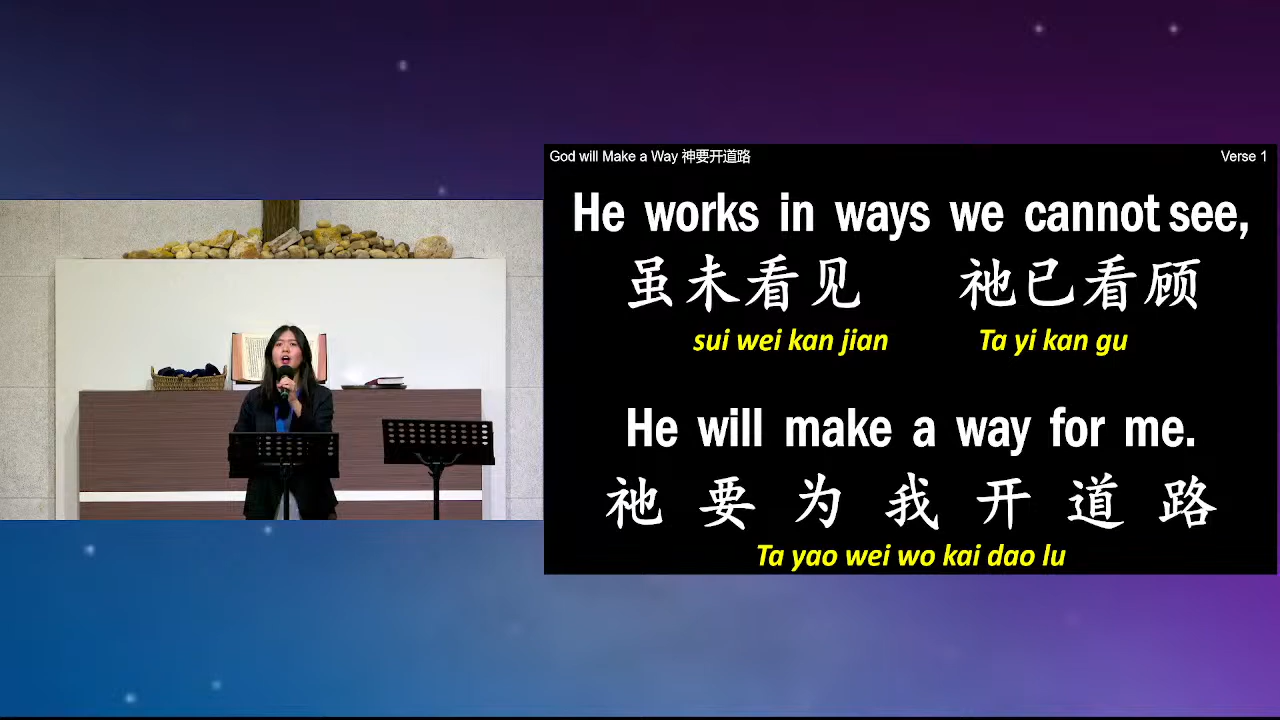 God will Make a Way 神要开道路
Verse 1
He works in ways we cannot see,
虽未看见 祂已看顾
sui wei kan jian Ta yi kan gu
He will make a way for me.
祂要为我开道路
Ta yao wei wo kai dao lu